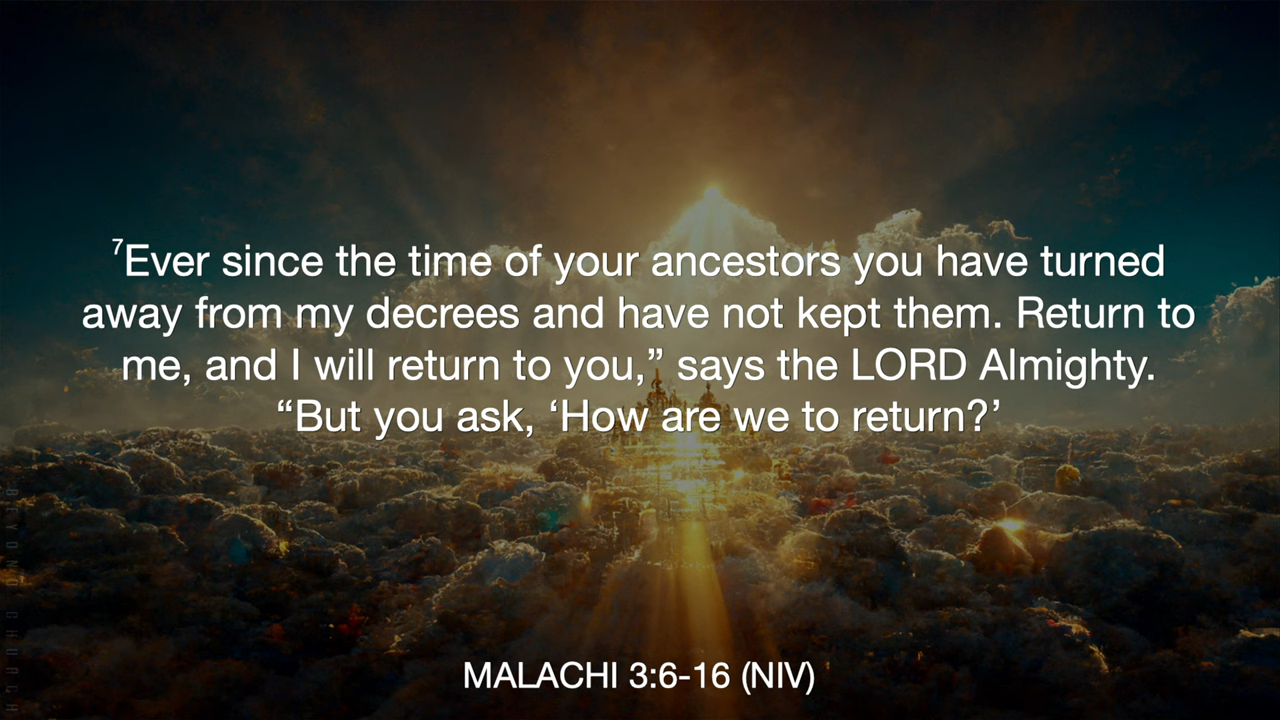 ⁷Ever since the time of your ancestors you have turned
away from my decrees and have not kept them. Return to
me, and I will return to you,” says the LORD Almighty.
“But you ask, ‘How are we to return?’
MALACHI 3:6-16 (NIV)
BEYOND CHURCH